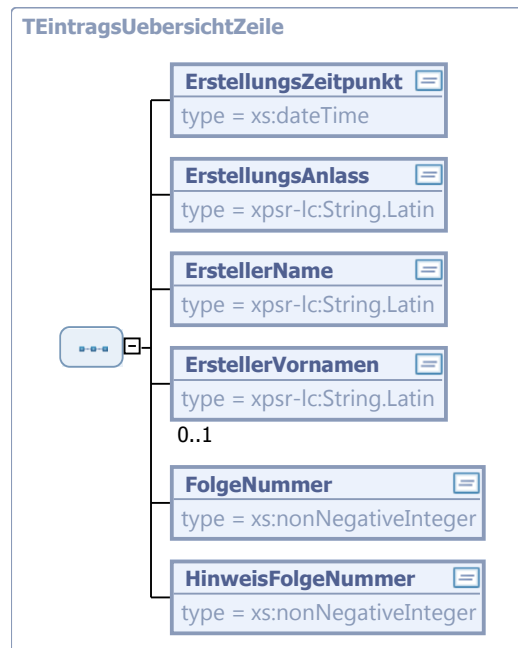 TEintragsUebersichtZeile
ErstellungsZeitpunkt
type = xs:dateTime
ErstellungsAnlass
type = xpsr-lc:String.Latin
ErstellerName
type = xpsr-lc:String.Latin
ErstellerVornamen
type = xpsr-lc:String.Latin
0..1
FolgeNummer
type = xs:nonNegativeInteger
HinweisFolgeNummer
type = xs:nonNegativeInteger